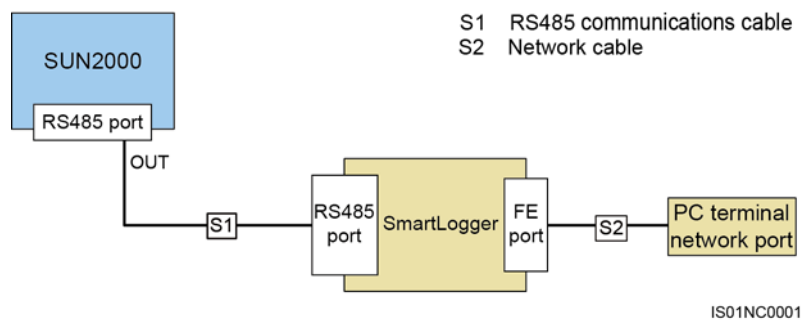 S1 RS485 communications cable
S2 Network cable
SUN2000
RS485 port
OUT
S1
RS485
port
SmartLogger
FE
port
S2
PC terminal
network port
IS01NC0001